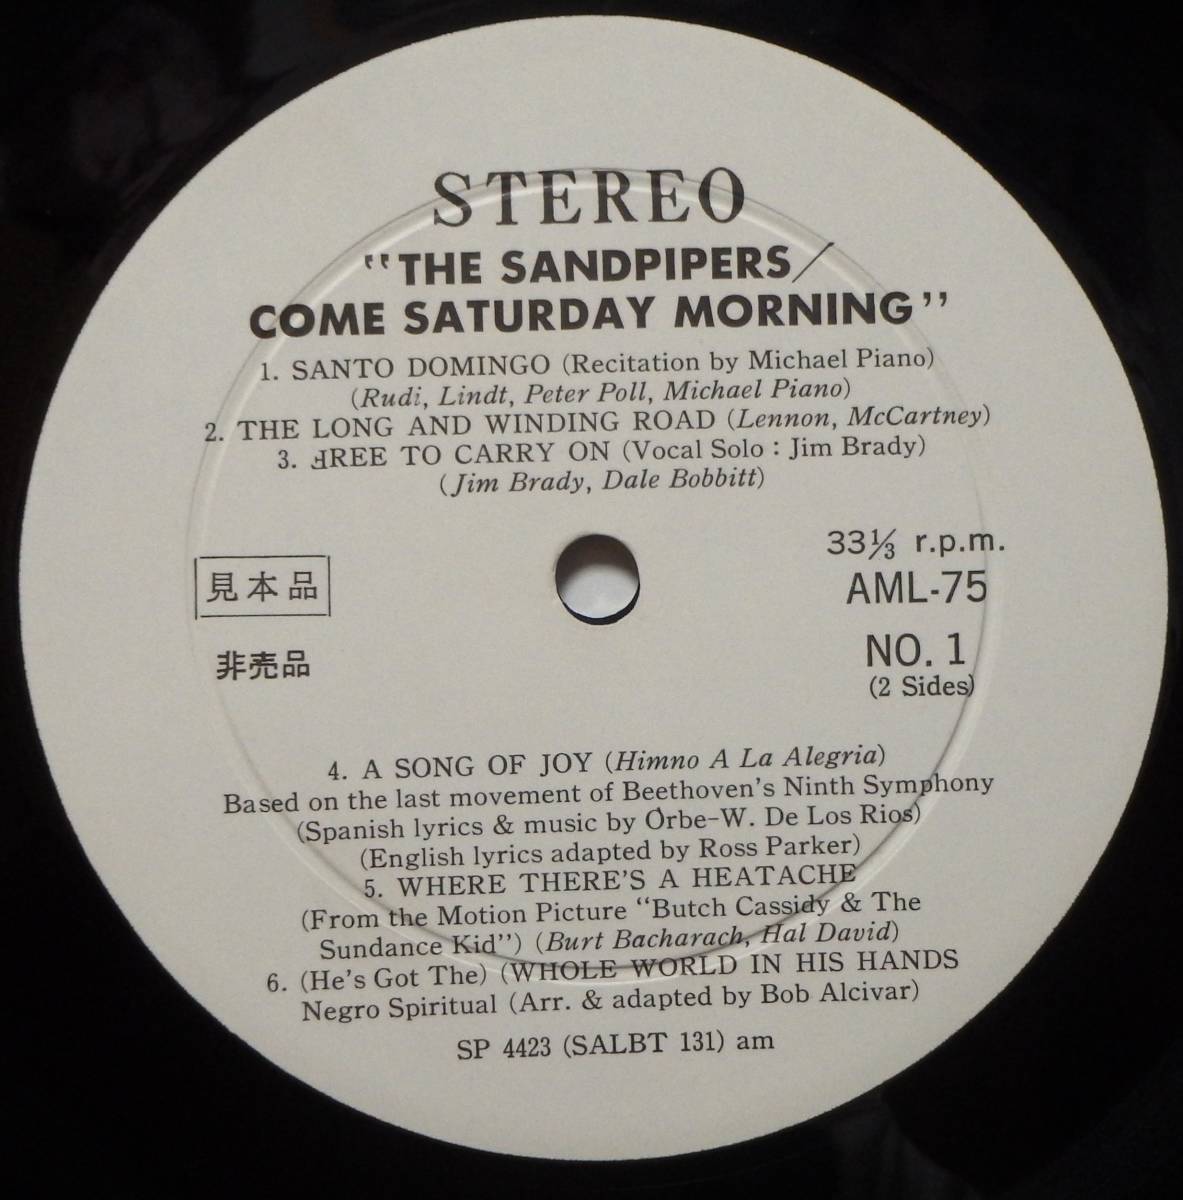 STEREO
“THE SANDPIPERS/
COME SATURDAY MORNING”
1. SANTO DOMINGO (Recitation by Michael Piano)
(Rudi, Lindt, Peter Poll, Michael Piano)
2. THE LONG AND WINDING ROAD (Lennon, McCartney)
3. FREE TO CARRY ON (Vocal Solo : Jim Brady)
(Jim Brady, Dale Bobbitt)
見本品
非売品
33⅓ r.p.m.
AML-75
NO. 1
(2 Sides)
4. A SONG OF JOY (Himno A La Alegria)
Based on the last movement of Beethoven's Ninth Symphony
(Spanish lyrics & music by Orbe-W. De Los Rios)
(English lyrics adapted by Ross Parker)
5. WHERE THERE'S A HEATACHE
(From the Motion Picture “Butch Cassidy & The
Sundance Kid”) (Burt Bacharach, Hal David)
6. (He's Got The) (WHOLE WORLD IN HIS HANDS
Negro Spiritual (Arr. & adapted by Bob Alcivar)
SP 4423 (SALBT 131) am